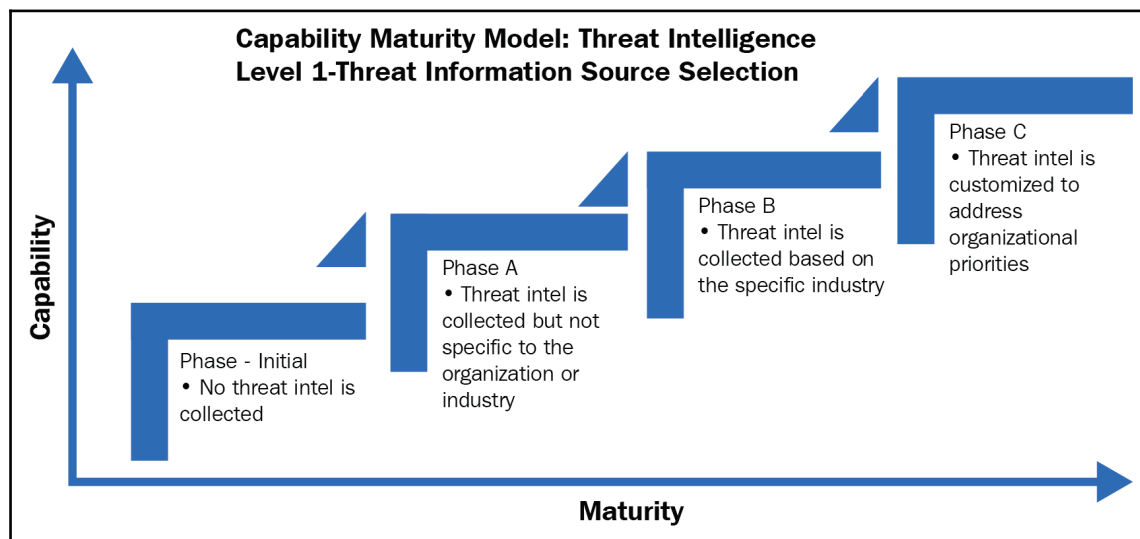 Capability Maturity Model: Threat Intelligence
Level 1-Threat Information Source Selection
Capability
Phase - Initial
• No threat intel is
collected
Phase A
• Threat intel is
collected but not
specific to the
organization or
industry
Phase B
• Threat intel is
collected based on
the specific industry
Phase C
• Threat intel is
customized to
address
organizational
priorities
Maturity